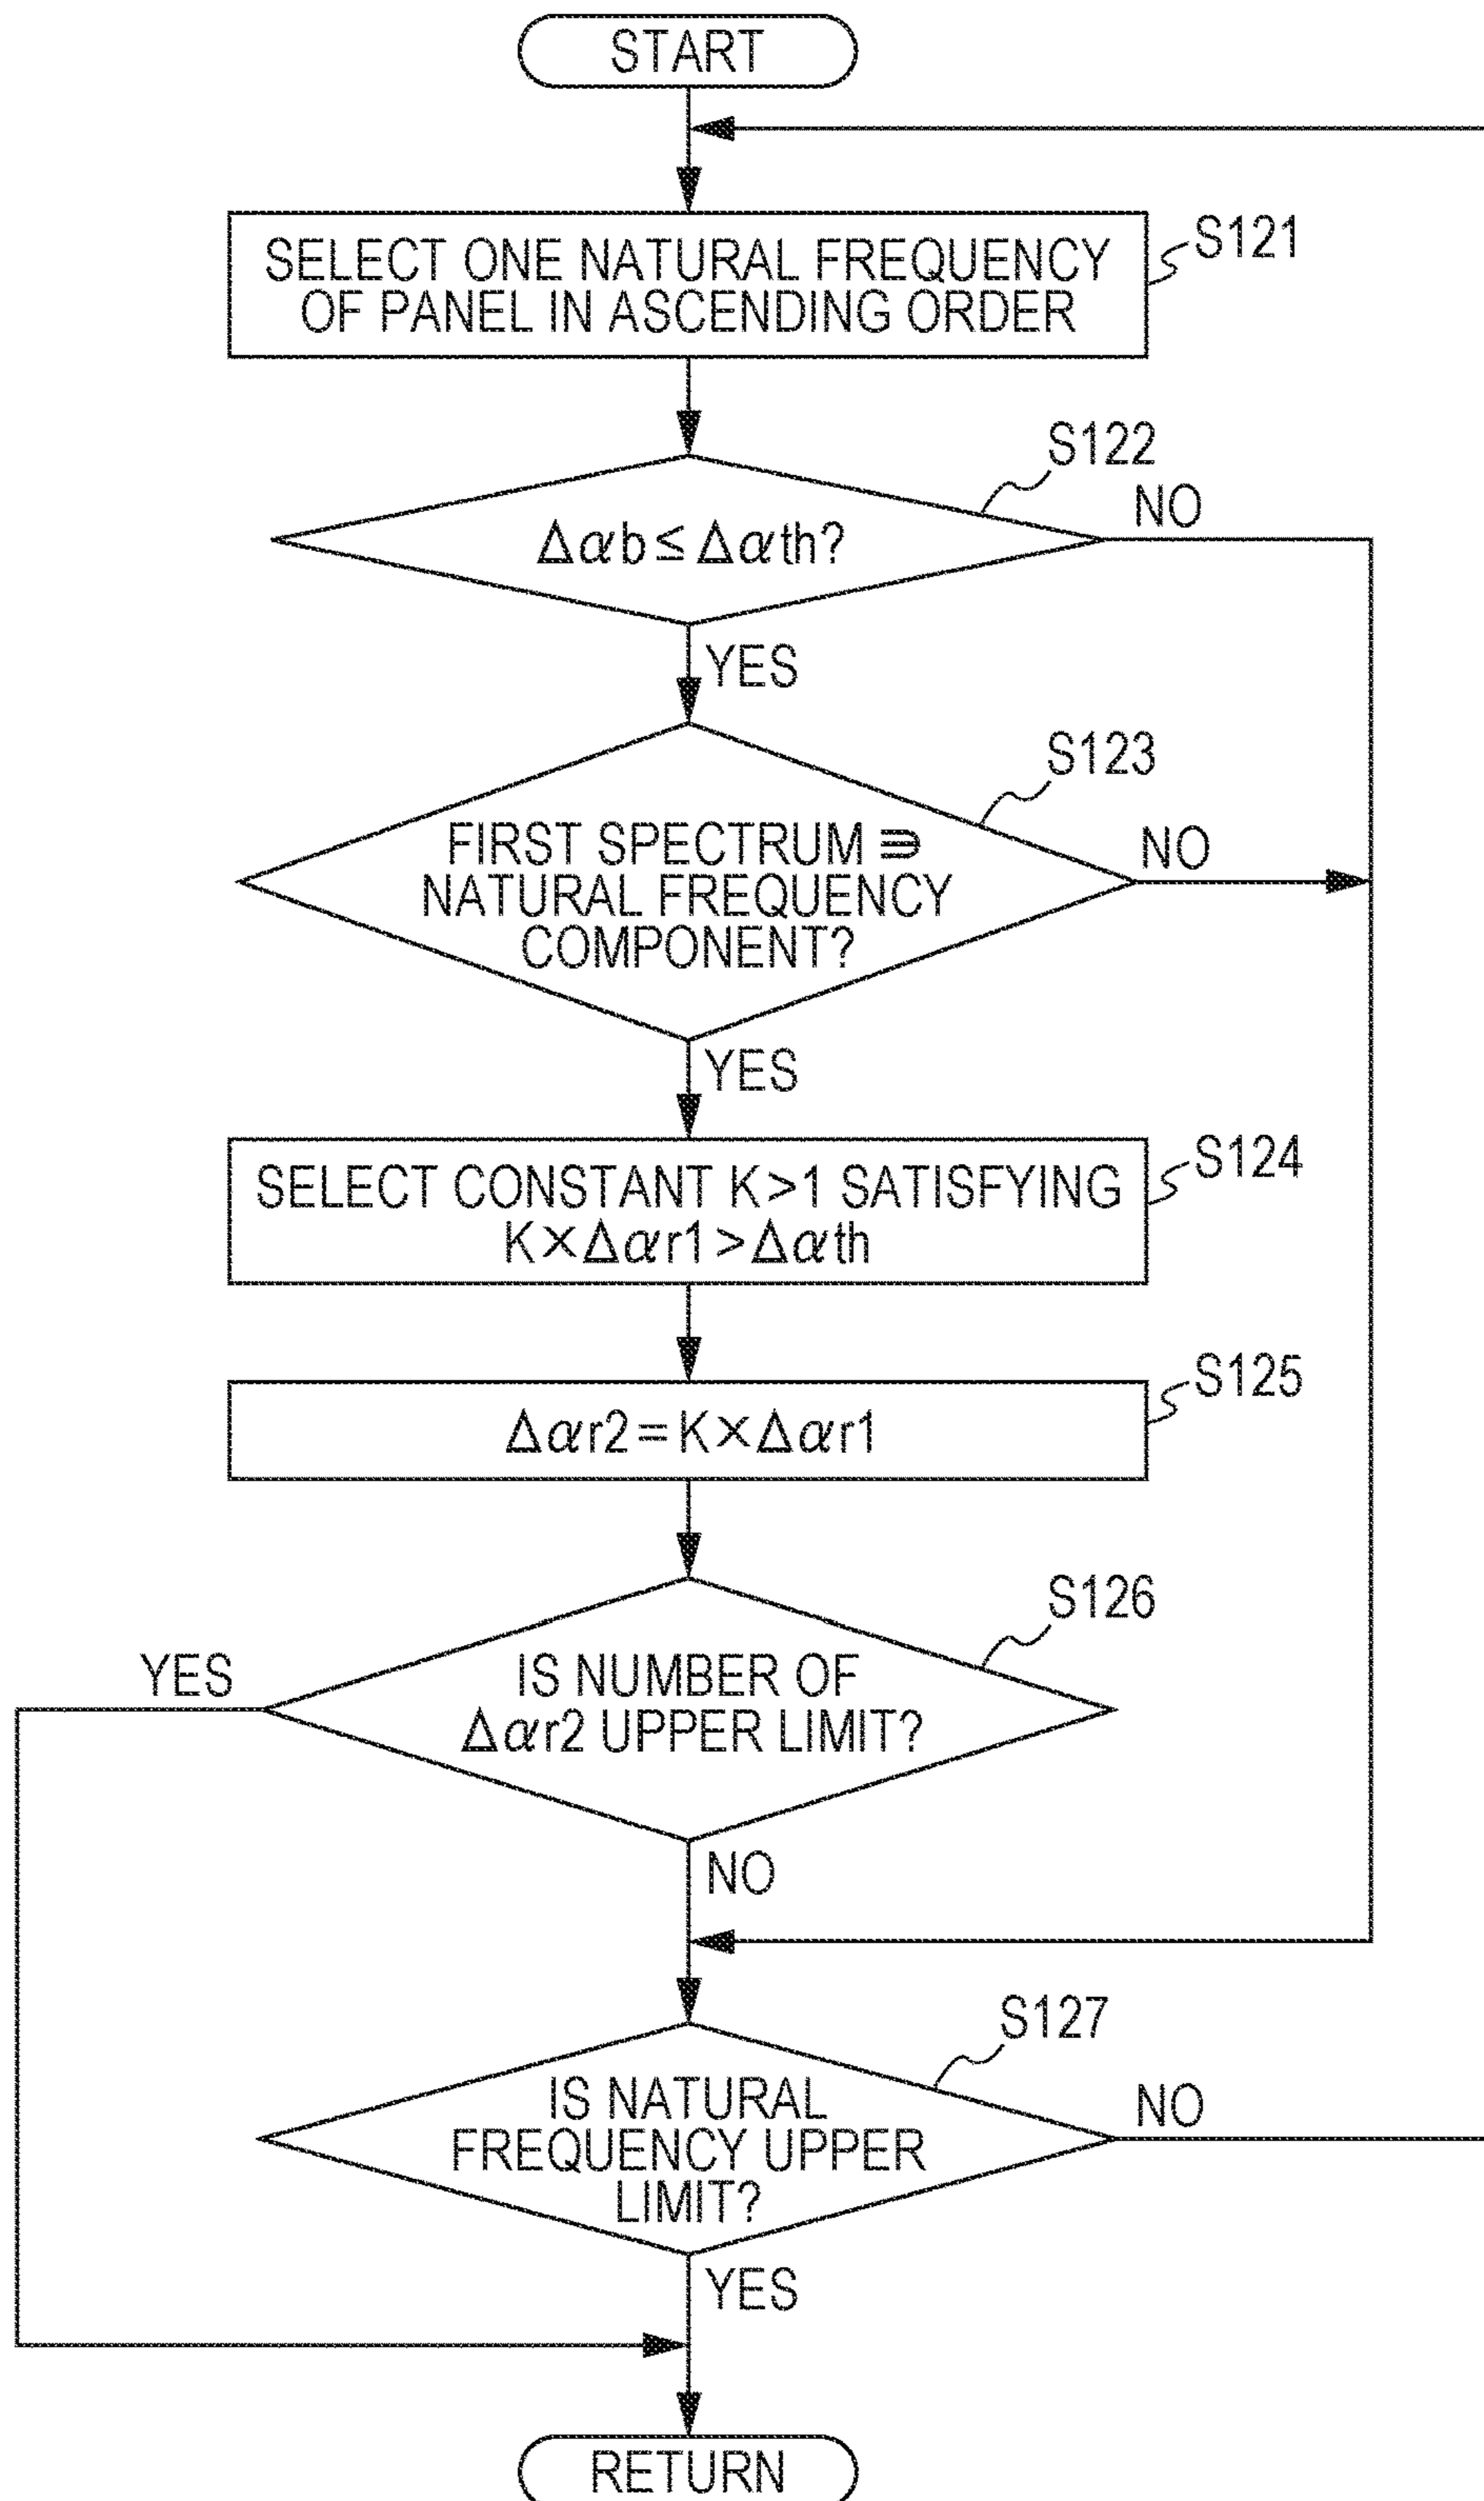 START
S121
SELECT ONE NATURAL FREQUENCY
OF PANEL IN ASCENDING ORDER
S122
NO
Δαb≦Δαth?
YES
S123
NO
FIRST SPECTRUM ∋
NATURAL FREQUENCY
COMPONENT?
YES
S124
SELECT CONSTANT K>1 SATISFYING
K×Δαr1>Δαth
S125
Δαr2=K×Δαr1
S126
YES
IS NUMBER OF
Δαr2 UPPER LIMIT?
NO
S127
NO
IS NATURAL
FREQUENCY UPPER
LIMIT?
YES
RETURN